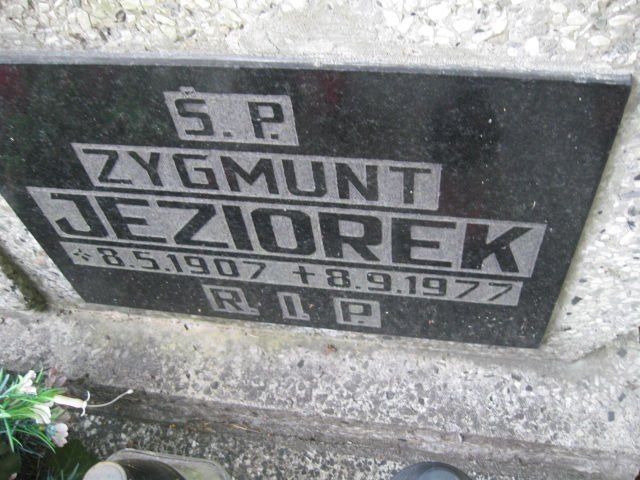 Ś. P.
ZYGMUNT
JEZIOREK
* 8.5.1907 + 8.9.1977
R. I P.